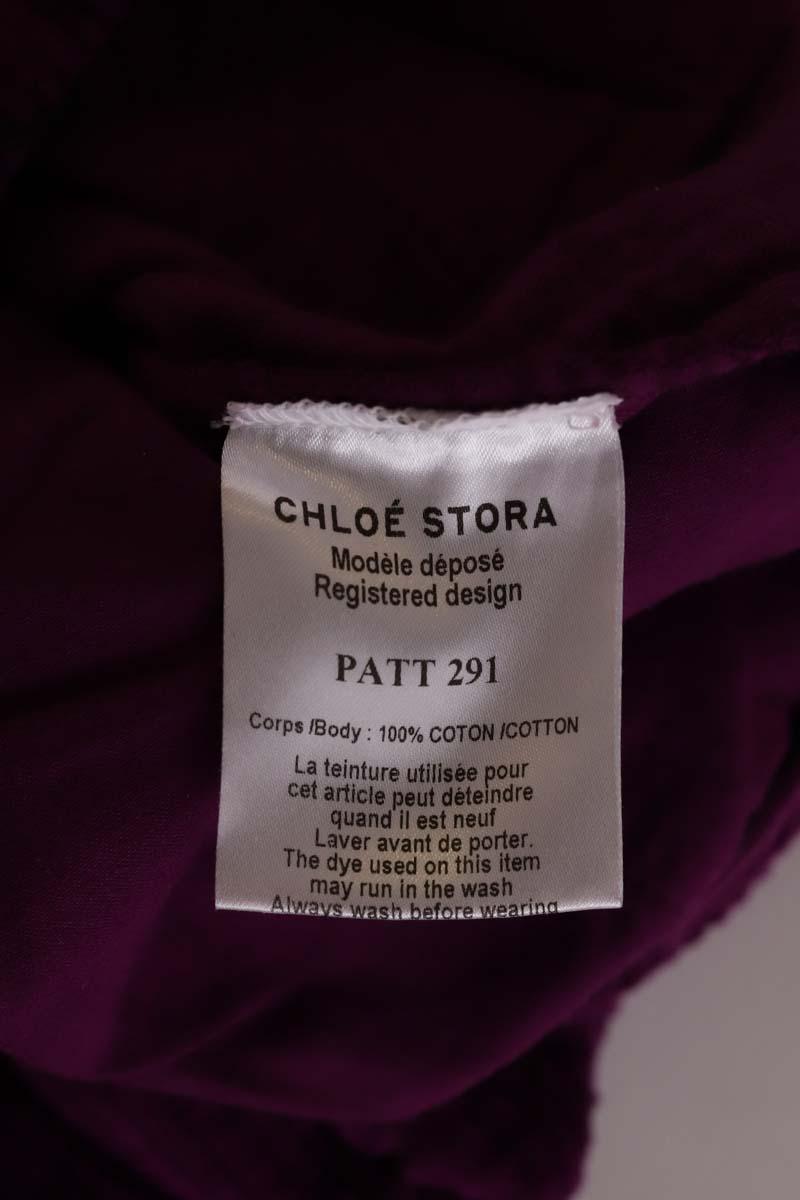 CHLOÉ STORA
Modèle déposé
Registered design
PATT 291
Corps /Body : 100% COTON /COTTON
La teinture utilisée pour
cet article peut déteindre
quand il est neuf
Laver avant de porter.
The dye used on this item
may run in the wash
Always wash before wearing